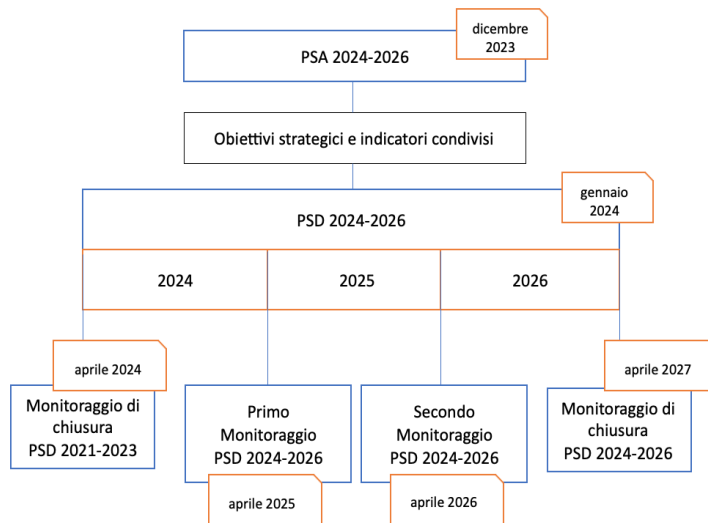 dicembre
2023
PSA 2024-2026
Obiettivi strategici e indicatori condivisi
gennaio
2024
PSD 2024-2026
2024
2025
2026
aprile 2024
Monitoraggio di
chiusura
PSD 2021-2023
Primo
Monitoraggio
PSD 2024-2026
aprile 2025
Secondo
Monitoraggio
PSD 2024-2026
aprile 2026
aprile 2027
Monitoraggio di
chiusura
PSD 2024-2026